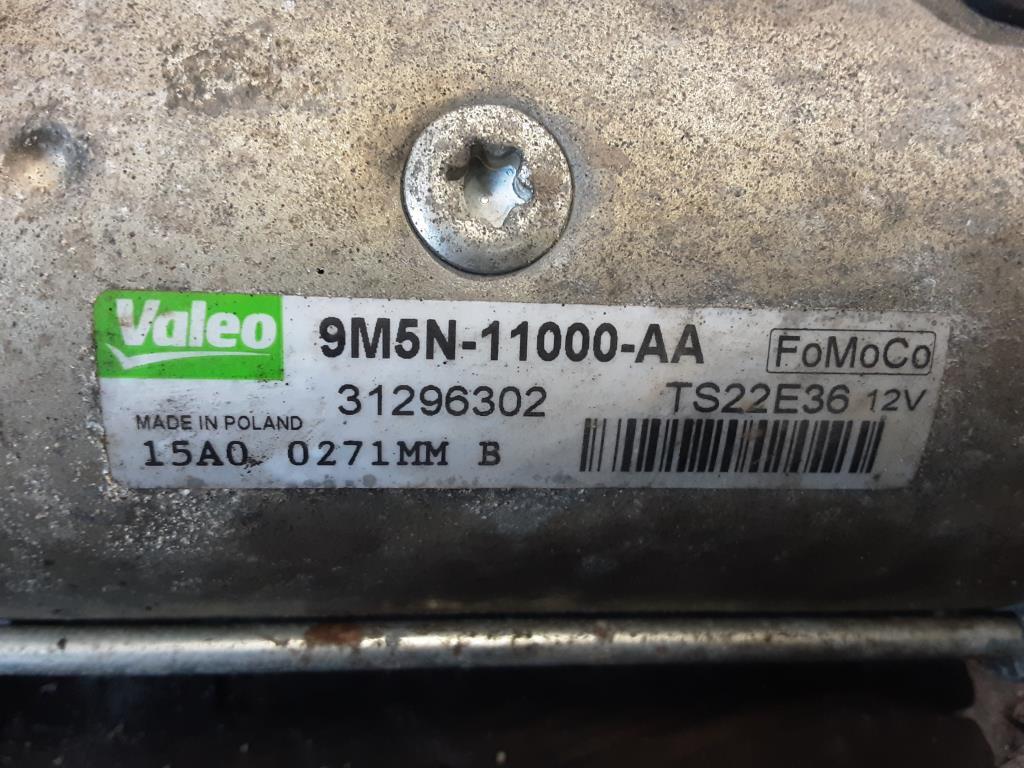 Valeo
9M5N-11000-AA
FoMoCo
31296302
TS22E36 12V
MADE IN POLAND
15A0 0271MM B